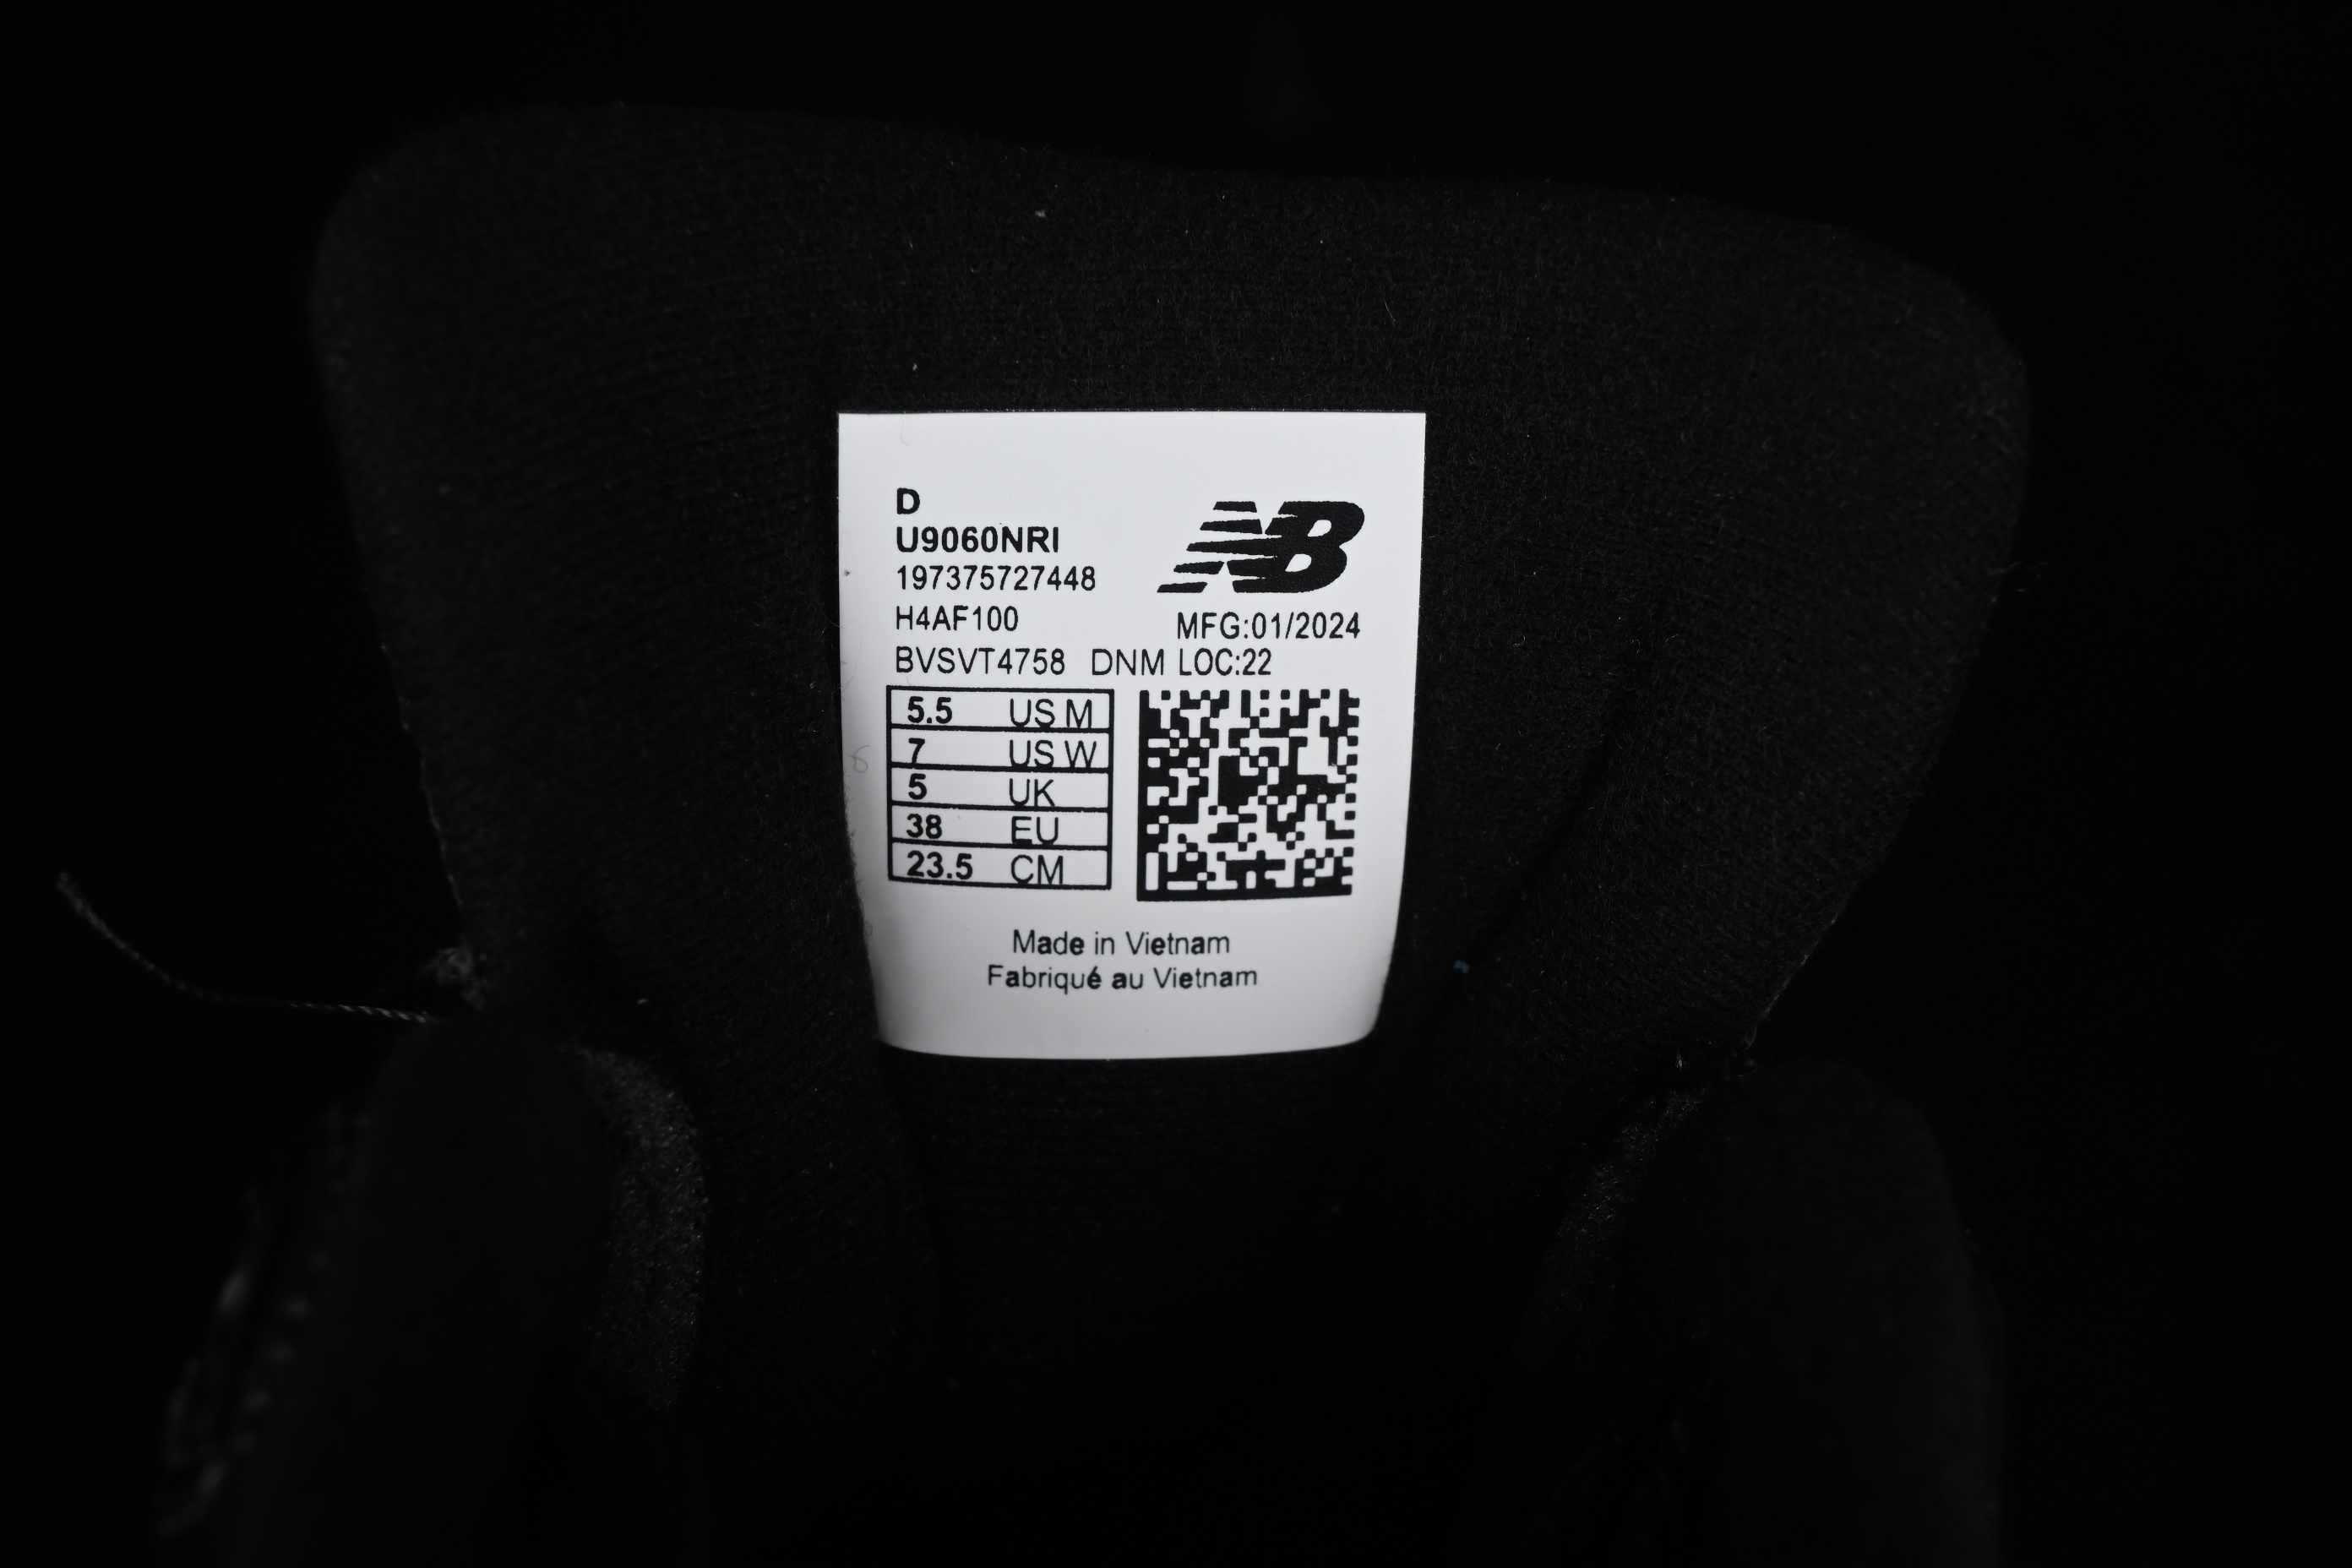 D
U9060NRI
197375727448
NB
H4AF100
MFG:01/2024
BVSVT4758 DNM LOC:22
5.5 US M
7 US W
5 UK
38 EU
23.5 CM
Made in Vietnam
Fabriqué au Vietnam